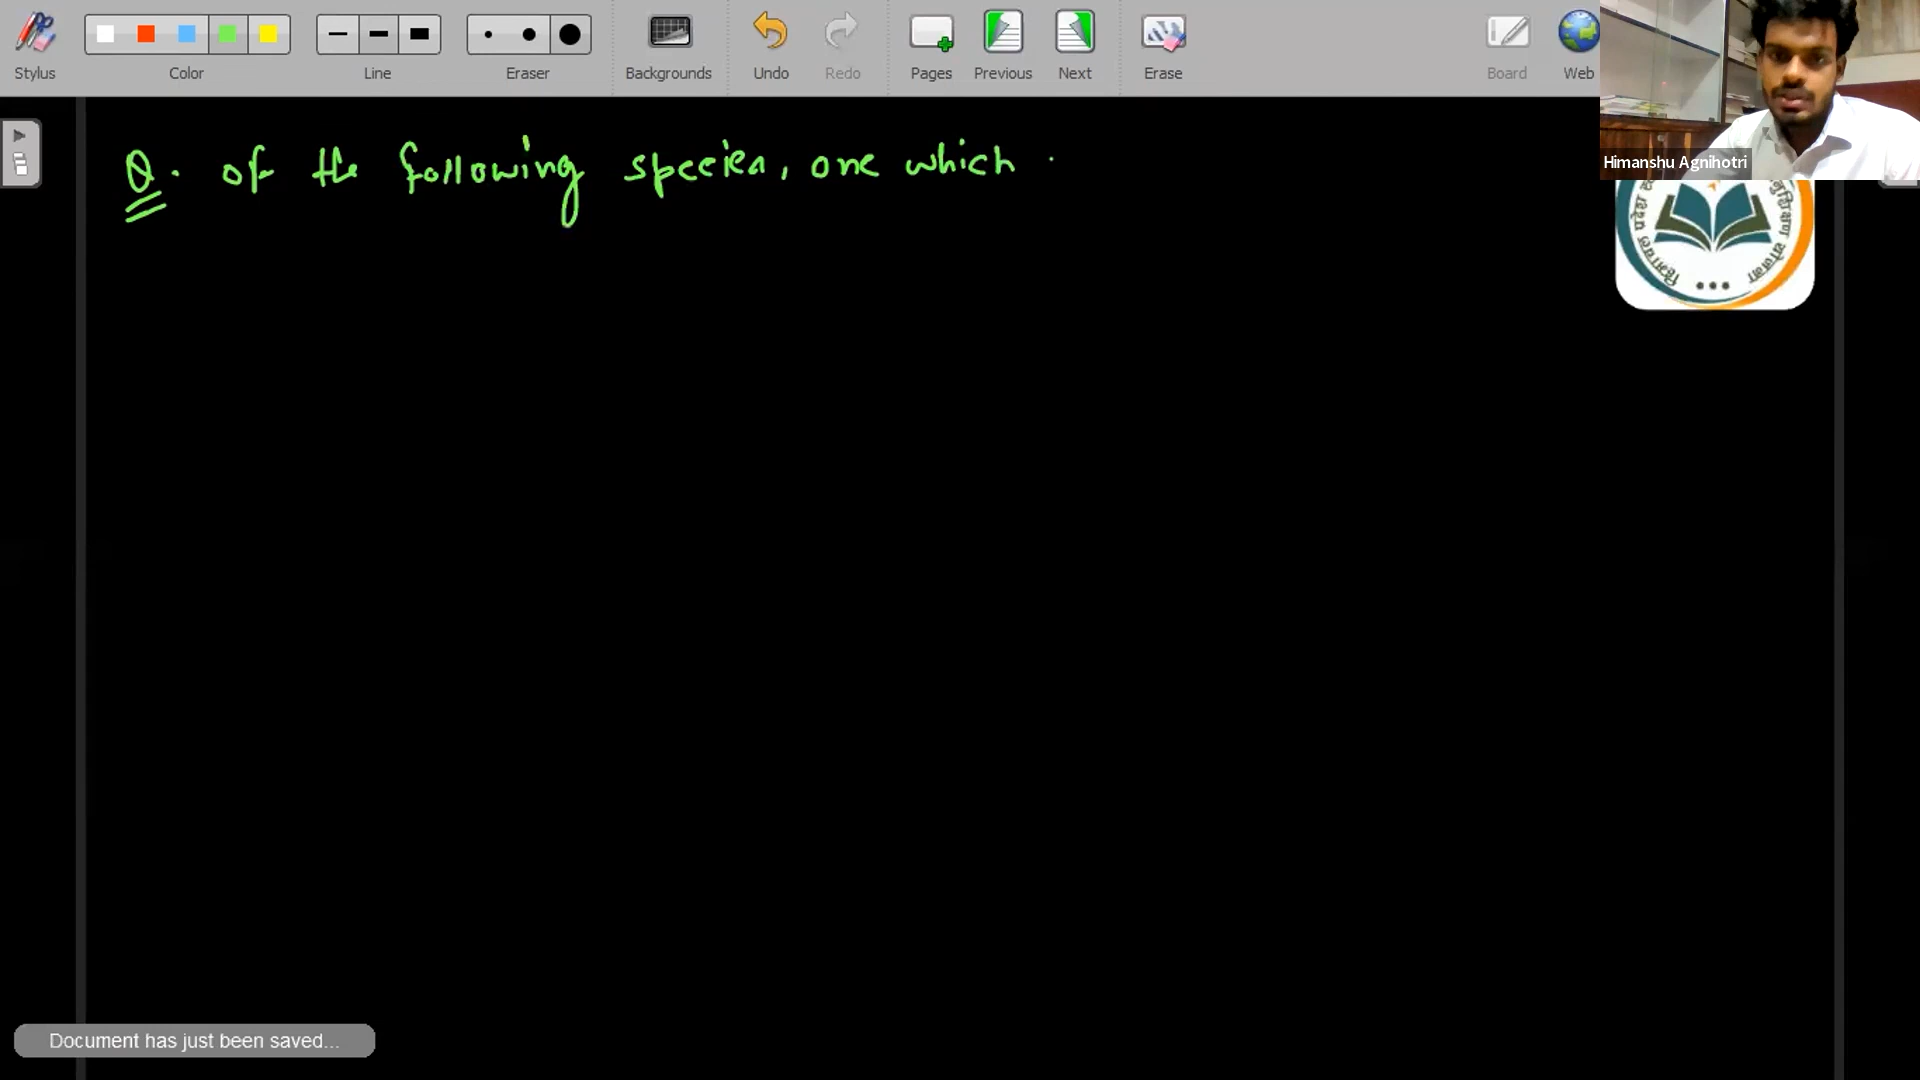 Stylus
Color
Line
Eraser
Backgrounds
Undo
Redo
Pages
Previous
Next
Erase
Board
Web
Himanshu Agnihotri
Q. of the following species, one which
Document has just been saved...